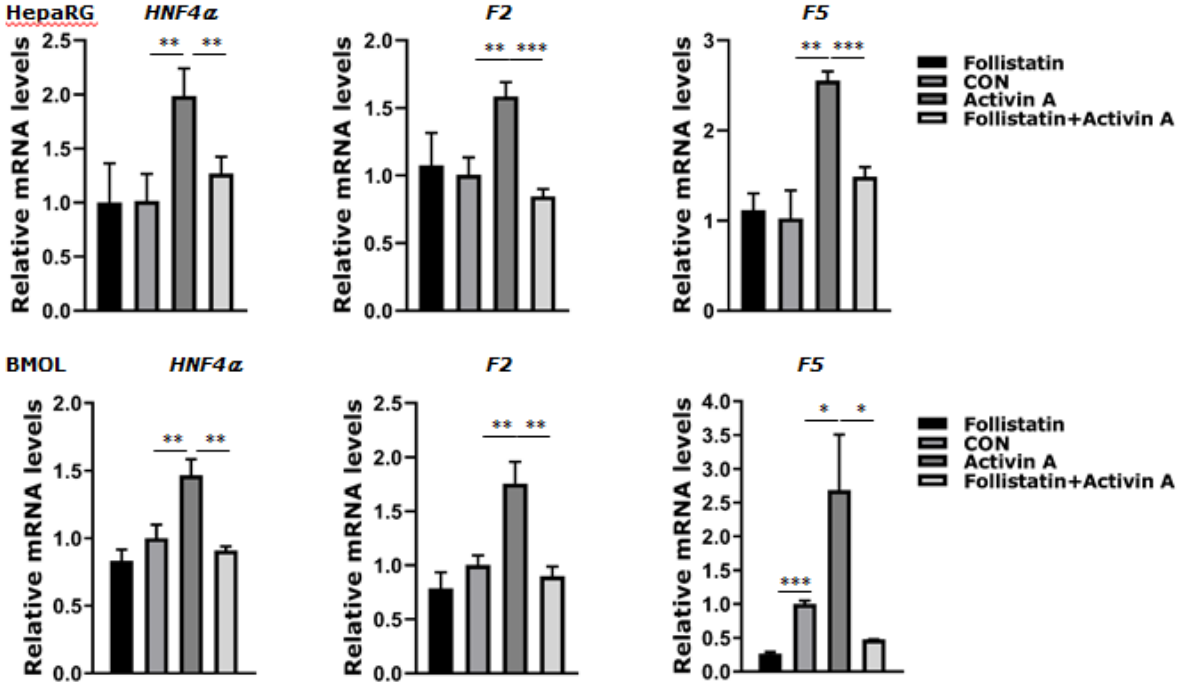 HepaRG HNF4α F2 F5
** **
** ***
** ***
Relative mRNA levels
2.5
2.0
1.5
1.0
0.5
0.0
Relative mRNA levels
2.0
1.5
1.0
0.5
0.0
Relative mRNA levels
3
2
1
0
Follistatin
CON
Activin A
Follistatin+Activin A
BMOL HNF4α F2 F5
** **
** **
* *
***
Relative mRNA levels
2.0
1.5
1.0
0.5
0.0
Relative mRNA levels
2.5
2.0
1.5
1.0
0.5
0.0
Relative mRNA levels
4.0
3.5
3.0
2.5
2.0
1.5
1.0
0.5
0.0
Follistatin
CON
Activin A
Follistatin+Activin A